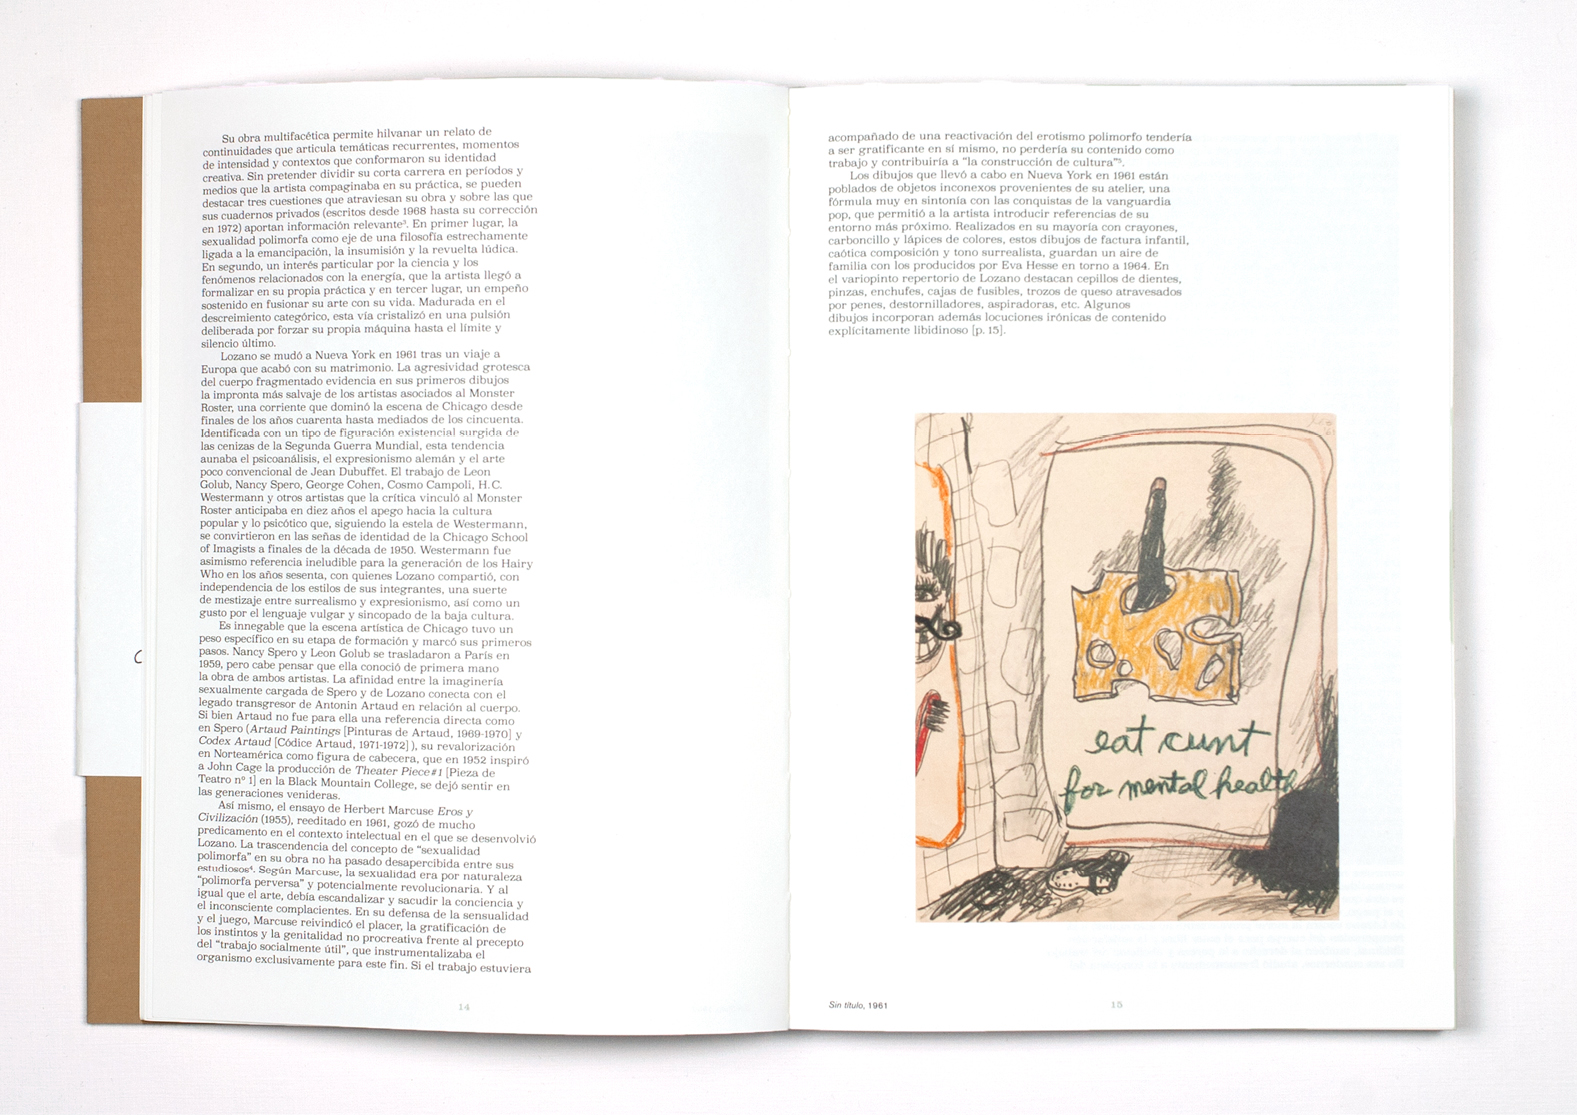 Su obra multifacética permite hilvanar un relato de
continuidades que articula temáticas recurrentes, momentos
de intensidad y contextos que conformaron su identidad
creativa. Sin pretender dividir su corta carrera en períodos y
medios que la artista compaginaba en su práctica, se pueden
destacar tres cuestiones que atraviesan su obra y sobre las que
sus cuadernos privados (escritos desde 1968 hasta su corrección
en 1972) aportan información relevante³. En primer lugar, la
sexualidad polimorfa como eje de una filosofía estrechamente
ligada a la emancipación, la insumisión y la revuelta lúdica.
En segundo, un interés particular por la ciencia y los
fenómenos relacionados con la energía, que la artista llegó a
formalizar en su propia práctica y en tercer lugar, un empeño
sostenido en fusionar su arte con su vida. Madurada en el
descreimiento categórico, esta vía cristalizó en una pulsión
deliberada por forzar su propia máquina hasta el límite y
silencio último.
Lozano se mudó a Nueva York en 1961 tras un viaje a
Europa que acabó con su matrimonio. La agresividad grotesca
del cuerpo fragmentado evidencia en sus primeros dibujos
la impronta más salvaje de los artistas asociados al Monster
Roster, una corriente que dominó la escena de Chicago desde
finales de los años cuarenta hasta mediados de los cincuenta.
Identificada con un tipo de figuración existencial surgida de
las cenizas de la Segunda Guerra Mundial, esta tendencia
aunaba el psicoanálisis, el expresionismo alemán y el arte
poco convencional de Jean Dubuffet. El trabajo de Leon
Golub, Nancy Spero, George Cohen, Cosmo Campoli, H.C.
Westermann y otros artistas que la crítica vinculó al Monster
Roster anticipaba en diez años el apego hacia la cultura
popular y lo psicótico que, siguiendo la estela de Westermann,
se convirtieron en las señas de identidad de la Chicago School
of Imagists a finales de la década de 1950. Westermann fue
asimismo referencia ineludible para la generación de los Hairy
Who en los años sesenta, con quienes Lozano compartió, con
independencia de los estilos de sus integrantes, una suerte
de mestizaje entre surrealismo y expresionismo, así como un
gusto por el lenguaje vulgar y sincopado de la baja cultura.
Es innegable que la escena artística de Chicago tuvo un
peso específico en su etapa de formación y marcó sus primeros
pasos. Nancy Spero y Leon Golub se trasladaron a París en
1959, pero cabe pensar que ella conoció de primera mano
la obra de ambos artistas. La afinidad entre la imaginería
sexualmente cargada de Spero y de Lozano conecta con el
legado transgresor de Antonin Artaud en relación al cuerpo.
Si bien Artaud no fue para ella una referencia directa como
en Spero (Artaud Paintings [Pinturas de Artaud, 1969-1970] y
Codex Artaud [Códice Artaud, 1971-1972]), su revalorización
en Norteamérica como figura de cabecera, que en 1952 inspiró
a John Cage la producción de Theater Piece#1 [Pieza de
Teatro nº 1] en la Black Mountain College, se dejó sentir en
las generaciones venideras.
Así mismo, el ensayo de Herbert Marcuse Eros y
Civilización (1955), reeditado en 1961, gozó de mucho
predicamento en el contexto intelectual en el que se desenvolvió
Lozano. La trascendencia del concepto de "sexualidad
polimorfa" en su obra no ha pasado desapercibida entre sus
estudiosos⁴. Según Marcuse, la sexualidad era por naturaleza
"polimorfa perversa" y potencialmente revolucionaria. Y al
igual que el arte, debía escandalizar y sacudir la conciencia y
el inconsciente complacientes. En su defensa de la sensualidad
y el juego, Marcuse reivindicó el placer, la gratificación de
los instintos y la genitalidad no procreativa frente al precepto
del "trabajo socialmente útil", que instrumentalizaba el
organismo exclusivamente para este fin. Si el trabajo estuviera
14
acompañado de una reactivación del erotismo polimorfo tendería
a ser gratificante en sí mismo, no perdería su contenido como
trabajo y contribuiría a "la construcción de cultura"⁵.
Los dibujos que llevó a cabo en Nueva York en 1961 están
poblados de objetos inconexos provenientes de su atelier, una
fórmula muy en sintonía con las conquistas de la vanguardia
pop, que permitió a la artista introducir referencias de su
entorno más próximo. Realizados en su mayoría con crayones,
carboncillo y lápices de colores, estos dibujos de factura infantil,
caótica composición y tono surrealista, guardan un aire de
familia con los producidos por Eva Hesse en torno a 1964. En
el variopinto repertorio de Lozano destacan cepillos de dientes,
pinzas, enchufes, cajas de fusibles, trozos de queso atravesados
por penes, destornilladores, aspiradoras, etc. Algunos
dibujos incorporan además locuciones irónicas de contenido
explícitamente libidinoso [p. 15].
eat cunt
for mental health
Sin título, 1961
15